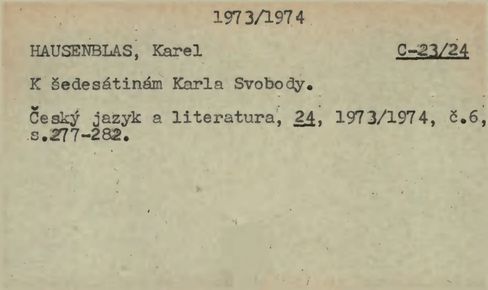 1973/1974
HAUSENBLAS, Karel C-23/24
K šedesátinám Karla Svobody.
Český jazyk a literatura, 24, 1973/1974, č.6,
s.277-282.